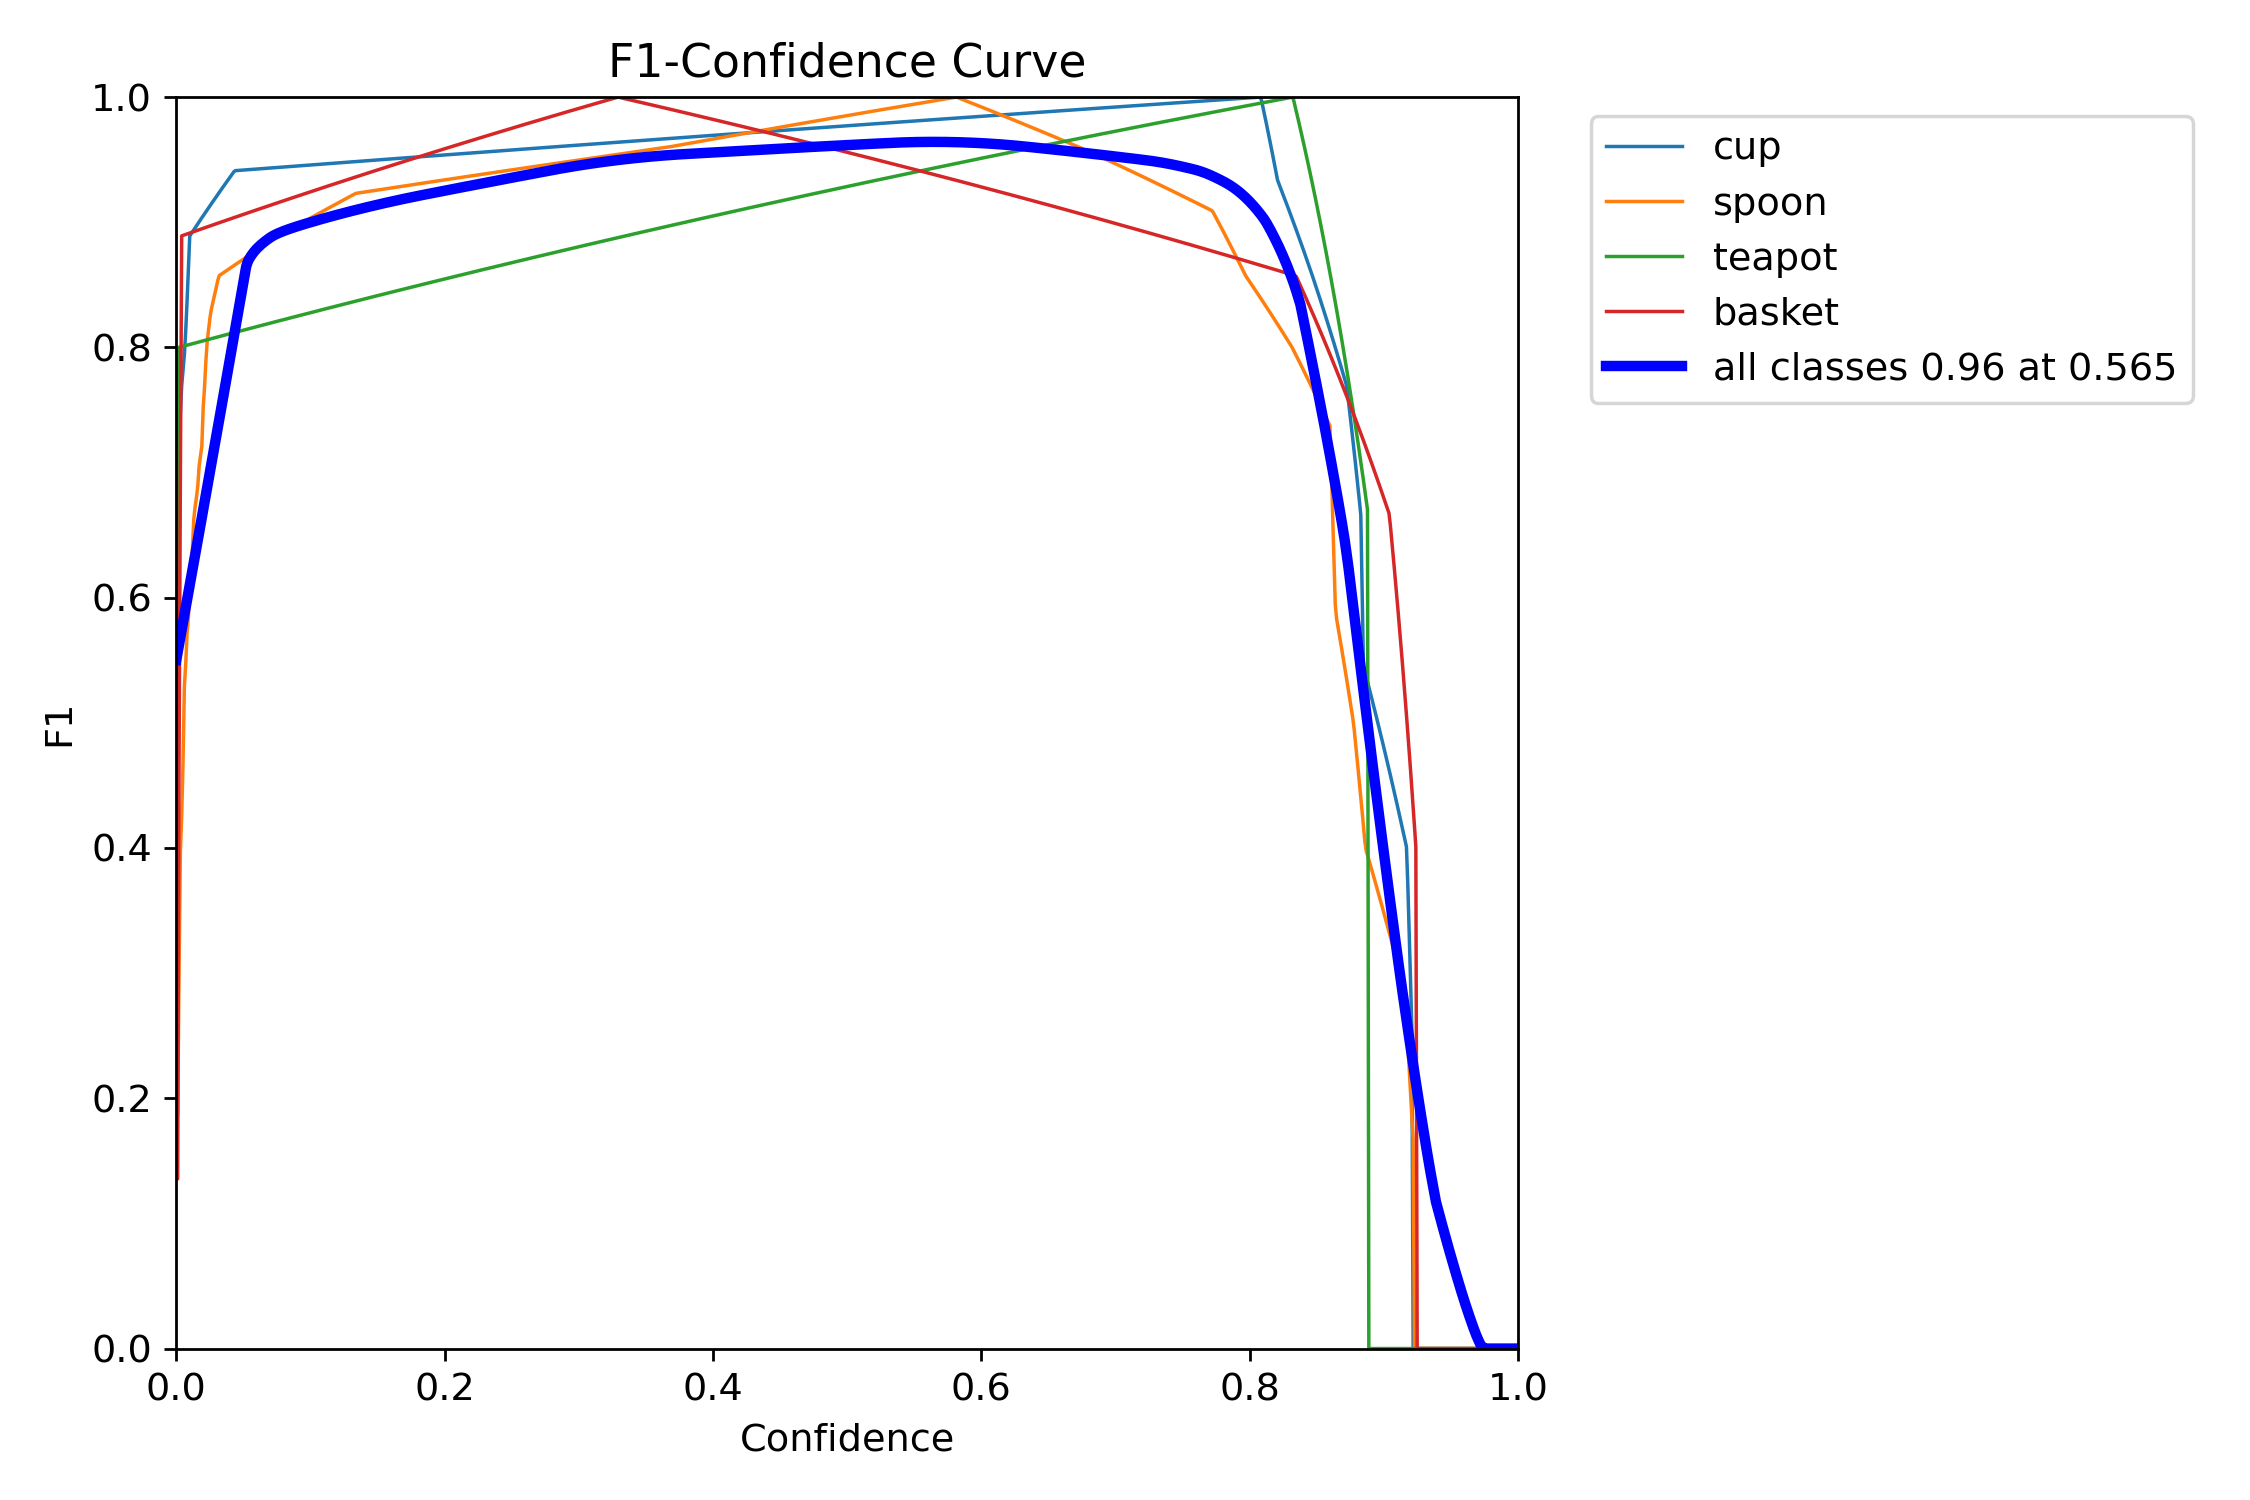 F1-Confidence Curve
1.0
0.8
0.6
0.4
0.2
0.0
F1
0.0 0.2 0.4 0.6 0.8 1.0
Confidence
cup
spoon
teapot
basket
all classes 0.96 at 0.565